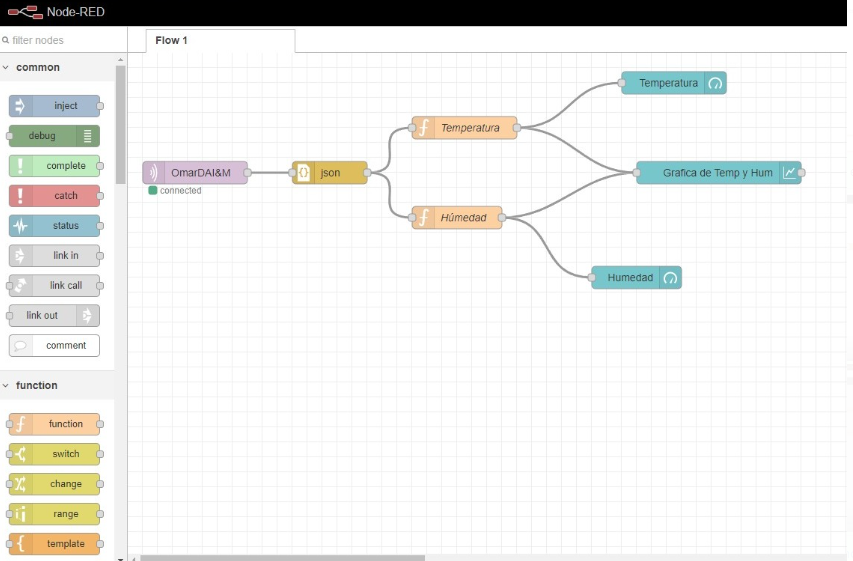 Node-RED
filter nodes
Flow 1
common
inject
debug
complete
catch
status
link in
link call
link out
comment
function
function
switch
change
range
template
OmarDAI&M
connected
json
Temperatura
Húmedad
Temperatura
Grafica de Temp y Hum
Humedad